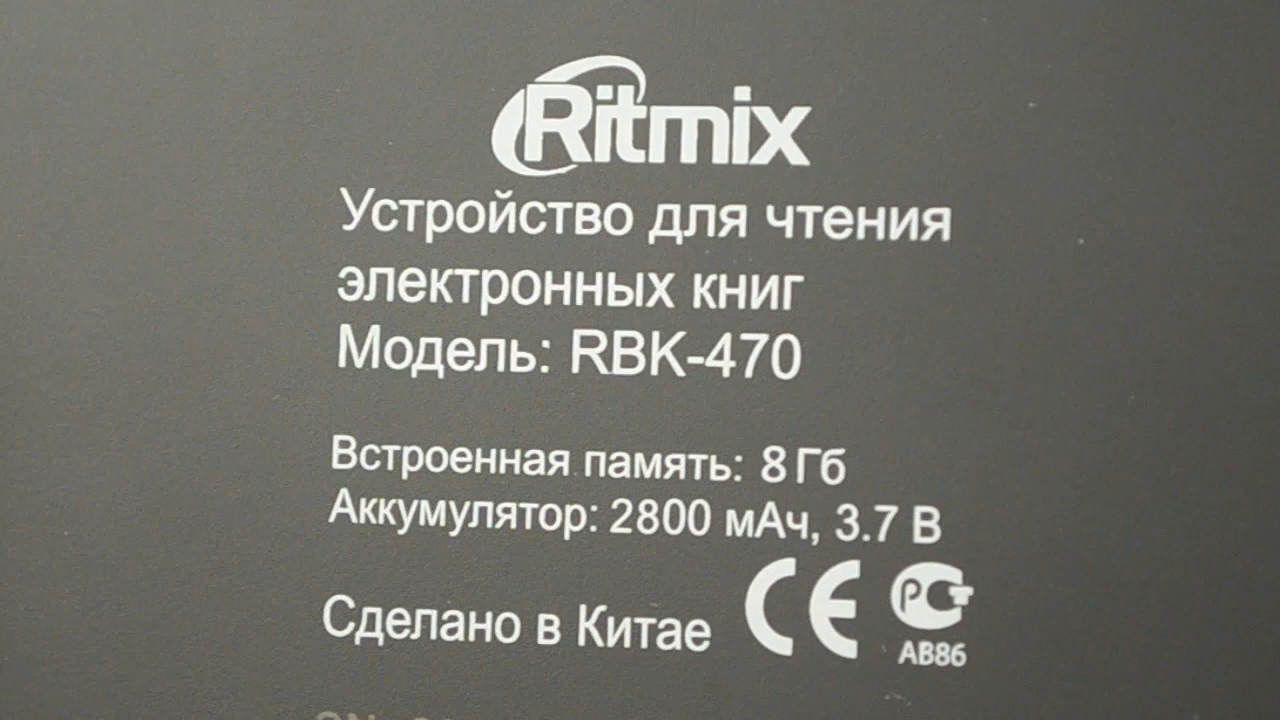 Ritmix
Устройство для чтения
электронных книг
Модель: RBK-470
Встроенная память: 8 Гб
Аккумулятор: 2800 мАч, 3.7 В
Сделано в Китае CE РСТ
АВ86